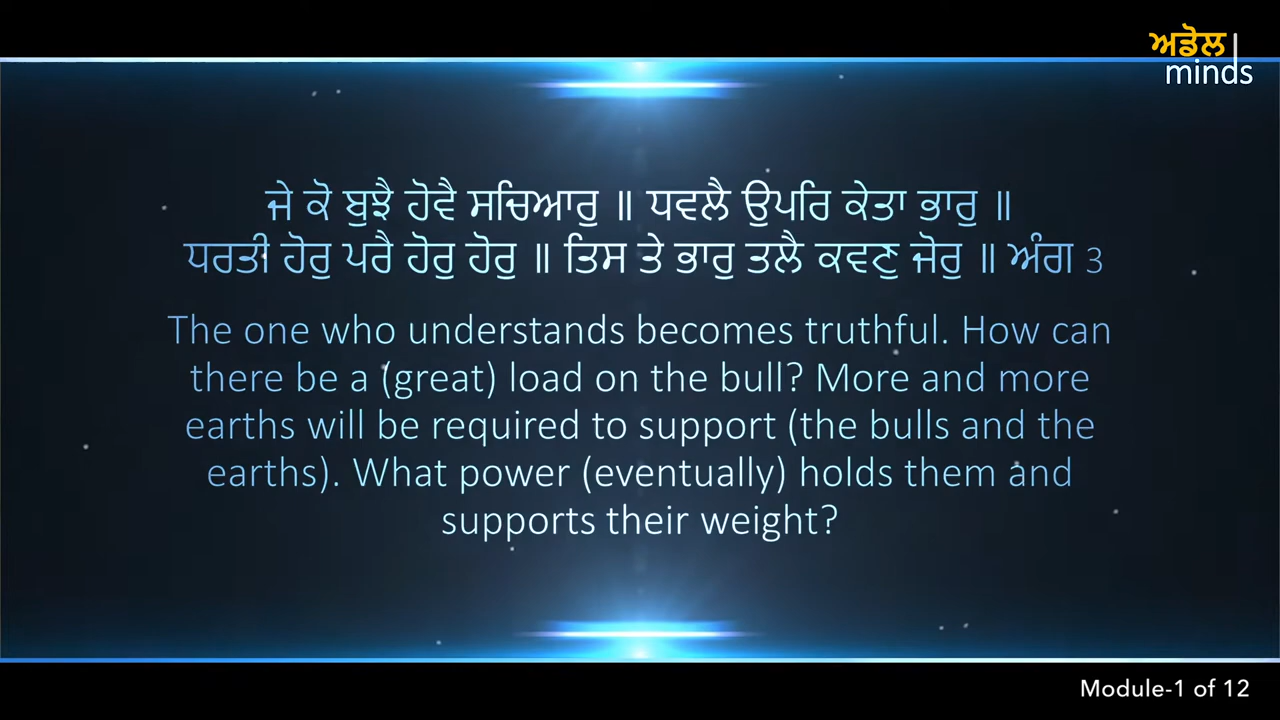 ਅਡੋਲ
minds
ਜੇ ਕੋ ਬੁਝੈ ਹੋਵੈ ਸਚਿਆਰੁ ॥ ਧਵਲੈ ਉਪਰਿ ਕੇਤਾ ਭਾਰੁ ॥
ਧਰਤੀ ਹੋਰੁ ਪਰੈ ਹੋਰੁ ਹੋਰੁ ॥ ਤਿਸ ਤੇ ਭਾਰੁ ਤਲੈ ਕਵਣੁ ਜੋਰੁ ॥ ਅੰਗ 3
The one who understands becomes truthful. How can
there be a (great) load on the bull? More and more
earths will be required to support (the bulls and the
earths). What power (eventually) holds them and
supports their weight?
Module-1 of 12